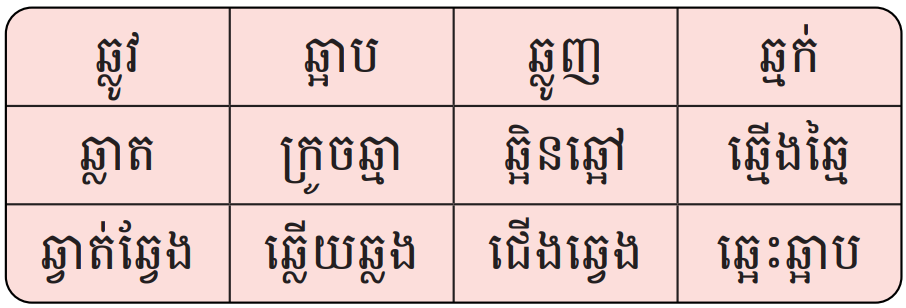 ឆ្លូវ ឆ្អាប ឆ្លូញ ឆ្មក់
ឆ្លាត ក្រូចឆ្មា ឆ្អិនឆ្អៅ ឆ្មើងឆ្មៃ
ឆ្វាត់ឆ្វែង ឆ្លើយឆ្លង ជើងឆ្វេង ឆ្អេះឆ្អាប